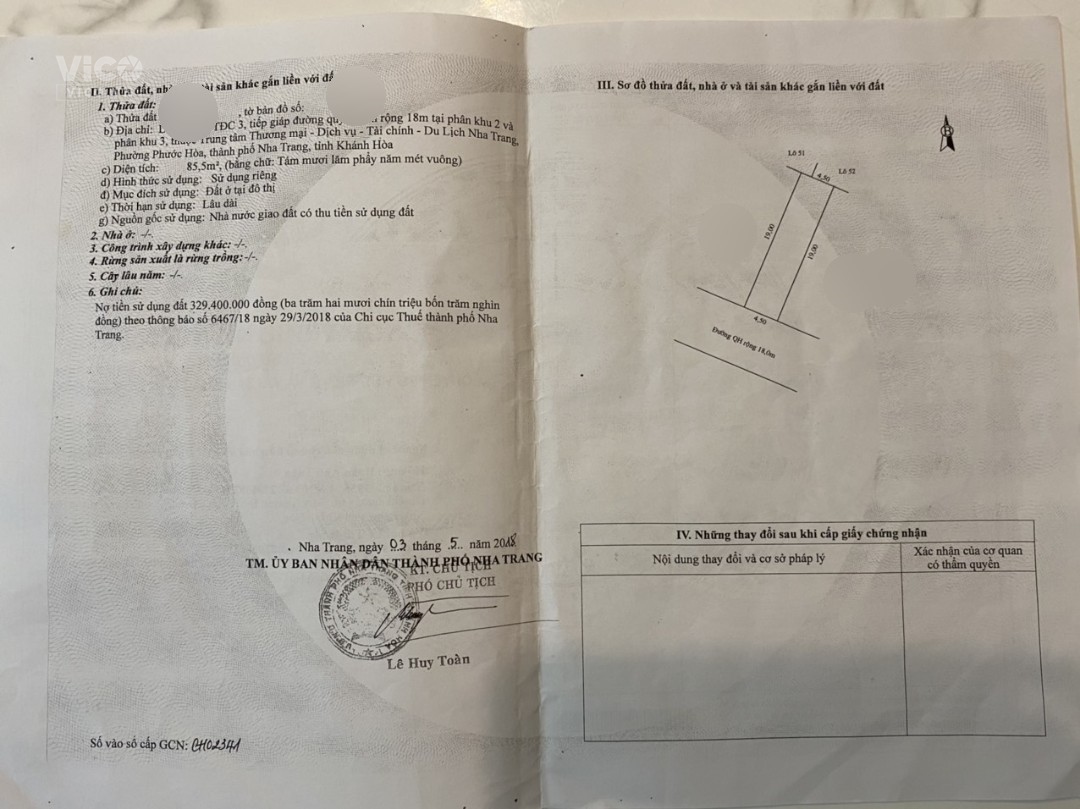 VICO
II. Thửa đất, tài sản khác gắn liền với đất
1. Thửa đất:
a) Thửa đất , tờ bản đồ số:
b) Địa chỉ: TĐC 3, tiếp giáp đường rộng 18m tại phân khu 2 và
phân khu 3, Trung tâm Thương mại - Dịch vụ - Tài chính - Du Lịch Nha Trang,
Phường Phước Hòa, thành phố Nha Trang, tỉnh Khánh Hòa
c) Diện tích: 85,5m², (bằng chữ: Tám mươi lăm phẩy năm mét vuông)
d) Hình thức sử dụng: Sử dụng riêng
đ) Mục đích sử dụng: Đất ở tại đô thị
e) Thời hạn sử dụng: Lâu dài
g) Nguồn gốc sử dụng: Nhà nước giao đất có thu tiền sử dụng đất
2. Nhà ở: -/-.
3. Công trình xây dựng khác: -/-.
4. Rừng sản xuất là rừng trồng: -/-.
5. Cây lâu năm: -/-.
6. Ghi chú:
Nợ tiền sử dụng đất 329.400.000 đồng (ba trăm hai mươi chín triệu bốn trăm nghìn
đồng) theo thông báo số 6467/18 ngày 29/3/2018 của Chi cục Thuế thành phố Nha
Trang.
Nha Trang, ngày 03 tháng 5 năm 2018
TM. ỦY BAN NHÂN DÂN THÀNH PHỐ NHA TRANG
KT. CHỦ TỊCH
PHÓ CHỦ TỊCH
Lê Huy Toàn
Số vào sổ cấp GCN: CH02341
III. Sơ đồ thửa đất, nhà ở và tài sản khác gắn liền với đất
B
Lô 51
Lô 52
4,50
19,00
19,00
4,50
Đường QH rộng 18,0m
IV. Những thay đổi sau khi cấp giấy chứng nhận
Nội dung thay đổi và cơ sở pháp lý
Xác nhận của cơ quan
có thẩm quyền